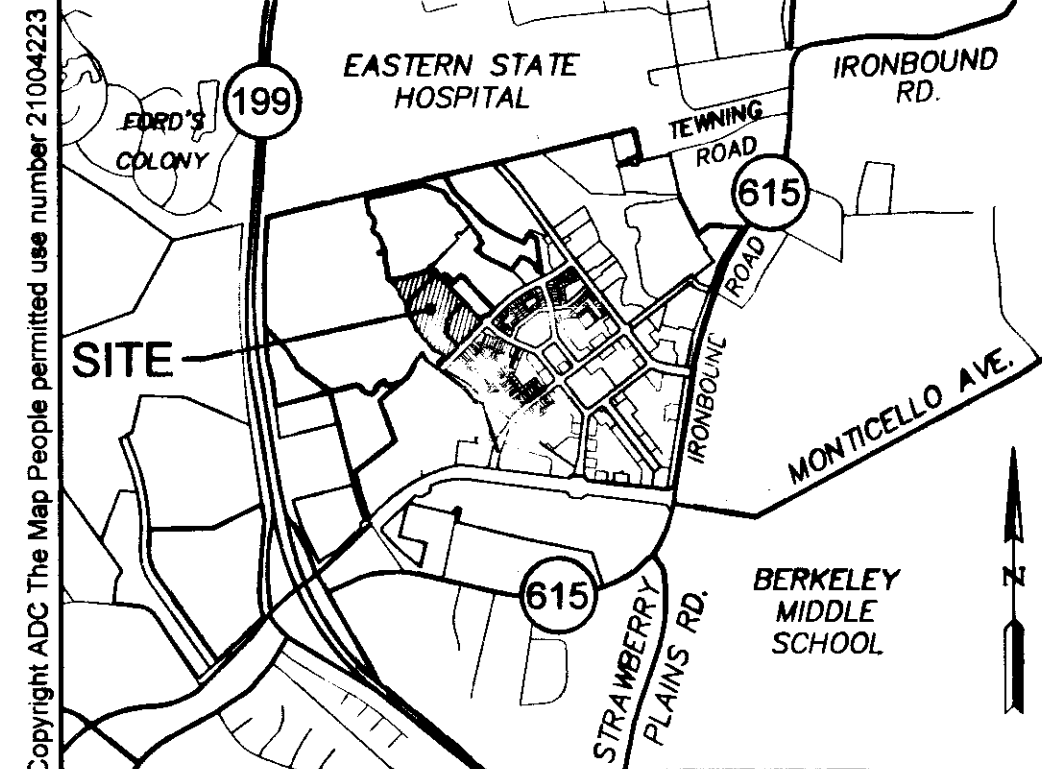 Copyright ADC The Map People permitted use number 21004223
EASTERN STATE
HOSPITAL
IRONBOUND
RD.
199
FORD'S
COLONY
TEWNING
ROAD
615
ROAD
SITE
IRONBOUND
MONTICELLO AVE.
615
BERKELEY
MIDDLE
SCHOOL
N
STRAWBERRY
PLAINS RD.